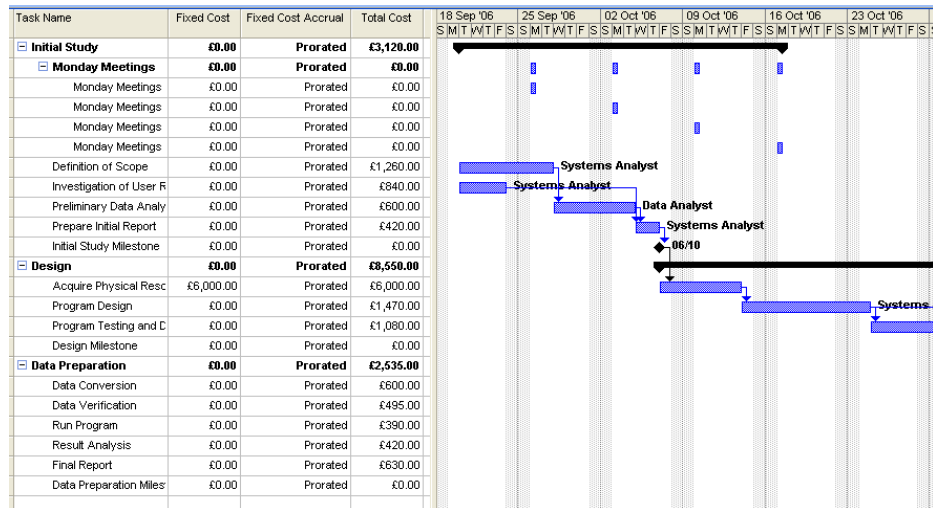 Task Name Fixed Cost Fixed Cost Accrual Total Cost 18 Sep '06 25 Sep '06 02 Oct '06 09 Oct '06 16 Oct '06 23 Oct '06
S M T W T F S S M T W T F S S M T W T F S S M T W T F S S M T W T F S S M T W T F S S
Initial Study £0.00 Prorated £3,120.00
Monday Meetings £0.00 Prorated £0.00
Monday Meetings £0.00 Prorated £0.00
Monday Meetings £0.00 Prorated £0.00
Monday Meetings £0.00 Prorated £0.00
Monday Meetings £0.00 Prorated £0.00
Definition of Scope £0.00 Prorated £1,260.00 Systems Analyst
Investigation of User R £0.00 Prorated £840.00 Systems Analyst
Preliminary Data Analy £0.00 Prorated £600.00 Data Analyst
Prepare Initial Report £0.00 Prorated £420.00 Systems Analyst
Initial Study Milestone £0.00 Prorated £0.00 06/10
Design £0.00 Prorated £8,550.00
Acquire Physical Resc £6,000.00 Prorated £6,000.00
Program Design £0.00 Prorated £1,470.00 Systems
Program Testing and D £0.00 Prorated £1,080.00
Design Milestone £0.00 Prorated £0.00
Data Preparation £0.00 Prorated £2,535.00
Data Conversion £0.00 Prorated £600.00
Data Verification £0.00 Prorated £495.00
Run Program £0.00 Prorated £390.00
Result Analysis £0.00 Prorated £420.00
Final Report £0.00 Prorated £630.00
Data Preparation Miles £0.00 Prorated £0.00